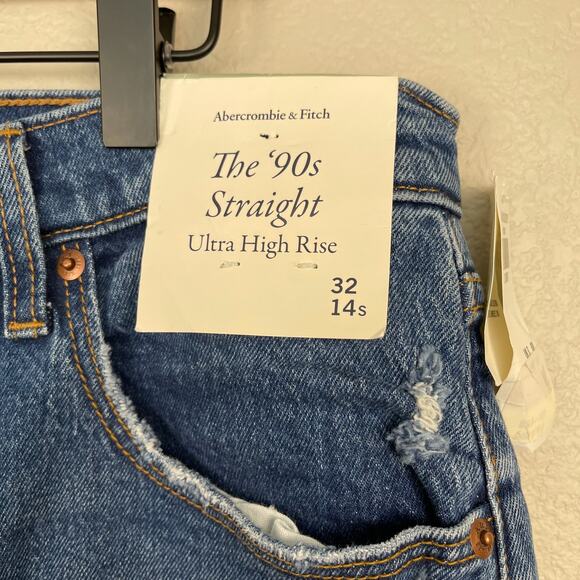 Abercrombie & Fitch
The ‘90s
Straight
Ultra High Rise
32
14s